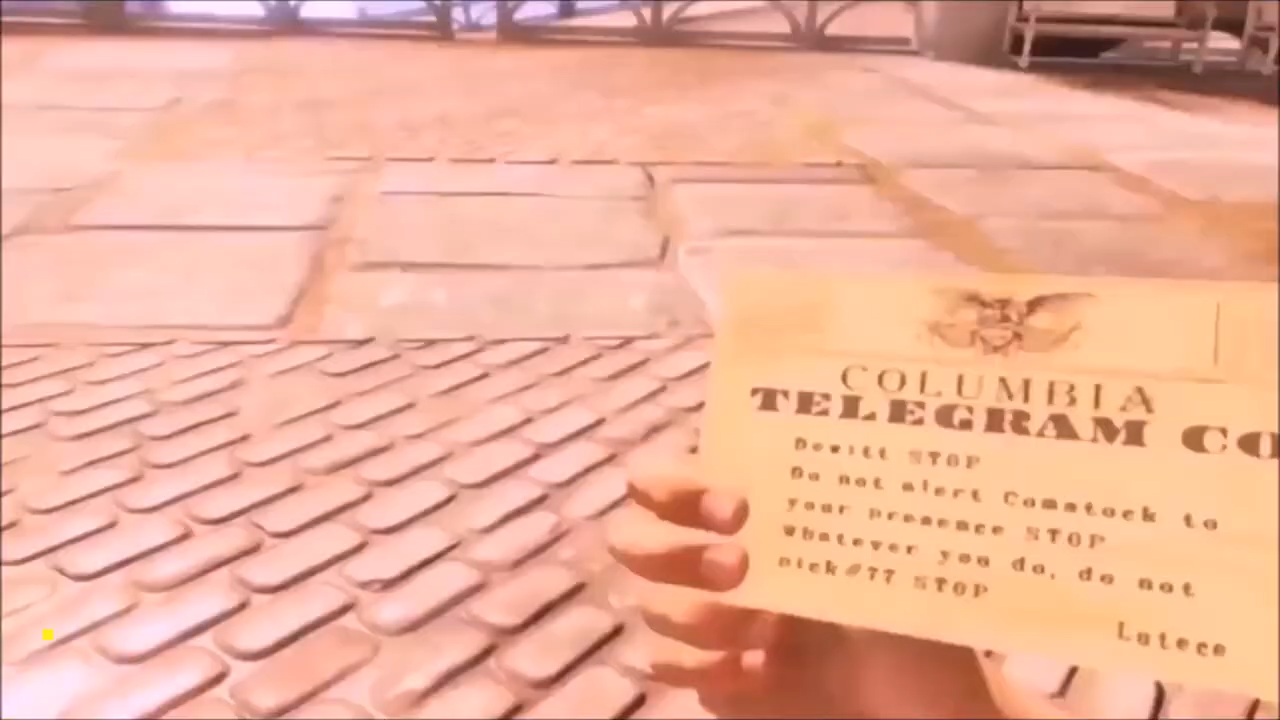 COLUMBIA
TELEGRAM CO
Dewitt STOP
Do not alert Comstock to
your presence STOP
Whatever you do, do not
pick #77 STOP
Lutece